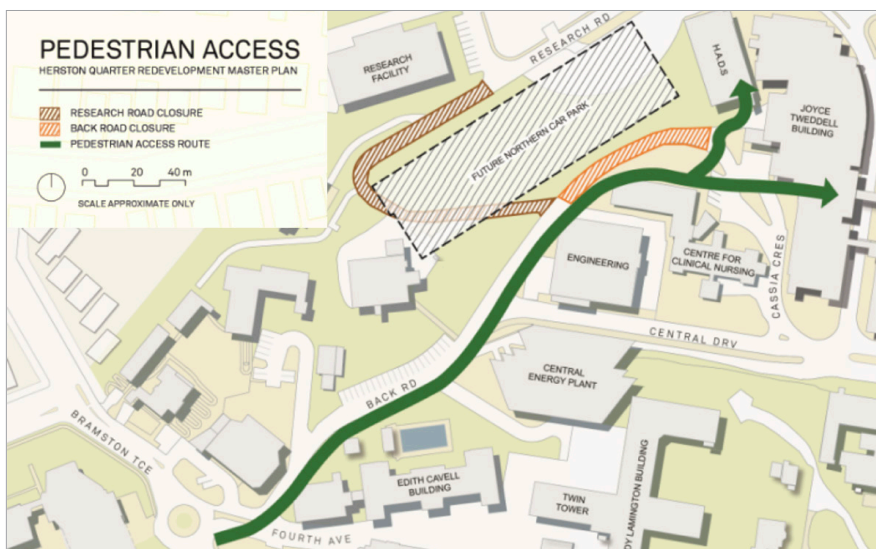 PEDESTRIAN ACCESS
HERSTON QUARTER REDEVELOPMENT MASTER PLAN
RESEARCH ROAD CLOSURE
BACK ROAD CLOSURE
PEDESTRIAN ACCESS ROUTE
0 20 40 m
SCALE APPROXIMATE ONLY
RESEARCH
FACILITY
RESEARCH RD
H.A.D.S
JOYCE
TWEDDELL
BUILDING
FUTURE NORTHERN CAR PARK
ENGINEERING
CENTRE FOR
CLINICAL NURSING
CASSIA CRES
CENTRAL DRV
CENTRAL
ENERGY PLANT
BACK RD
BRAMSTON TCE
EDITH CAVELL
BUILDING
TWIN
TOWER
DY LAMINGTON BUILDING
FOURTH AVE